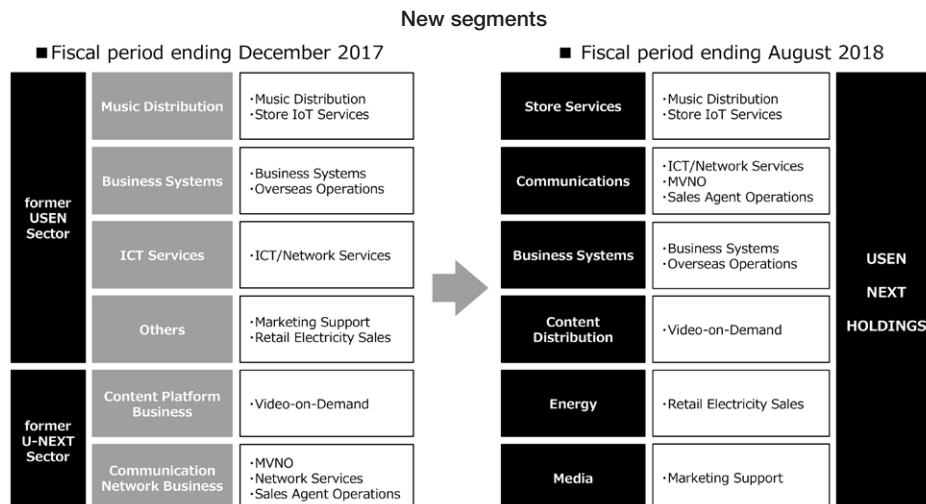 New segments
■Fiscal period ending December 2017
former
USEN
Sector
Music Distribution
・Music Distribution
・Store IoT Services
Business Systems
・Business Systems
・Overseas Operations
ICT Services
・ICT/Network Services
Others
・Marketing Support
・Retail Electricity Sales
former
U-NEXT
Sector
Content Platform
Business
・Video-on-Demand
Communication
Network Business
・MVNO
・Network Services
・Sales Agent Operations
■ Fiscal period ending August 2018
Store Services
・Music Distribution
・Store IoT Services
Communications
・ICT/Network Services
・MVNO
・Sales Agent Operations
Business Systems
・Business Systems
・Overseas Operations
Content
Distribution
・Video-on-Demand
Energy
・Retail Electricity Sales
Media
・Marketing Support
USEN
NEXT
HOLDINGS